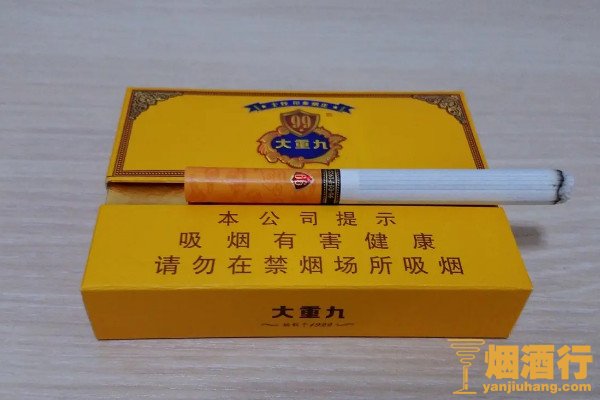 99
大重九
99
本公司提示
吸烟有害健康
请勿在禁烟场所吸烟
大重九
烟酒行
yanjiuhang.com